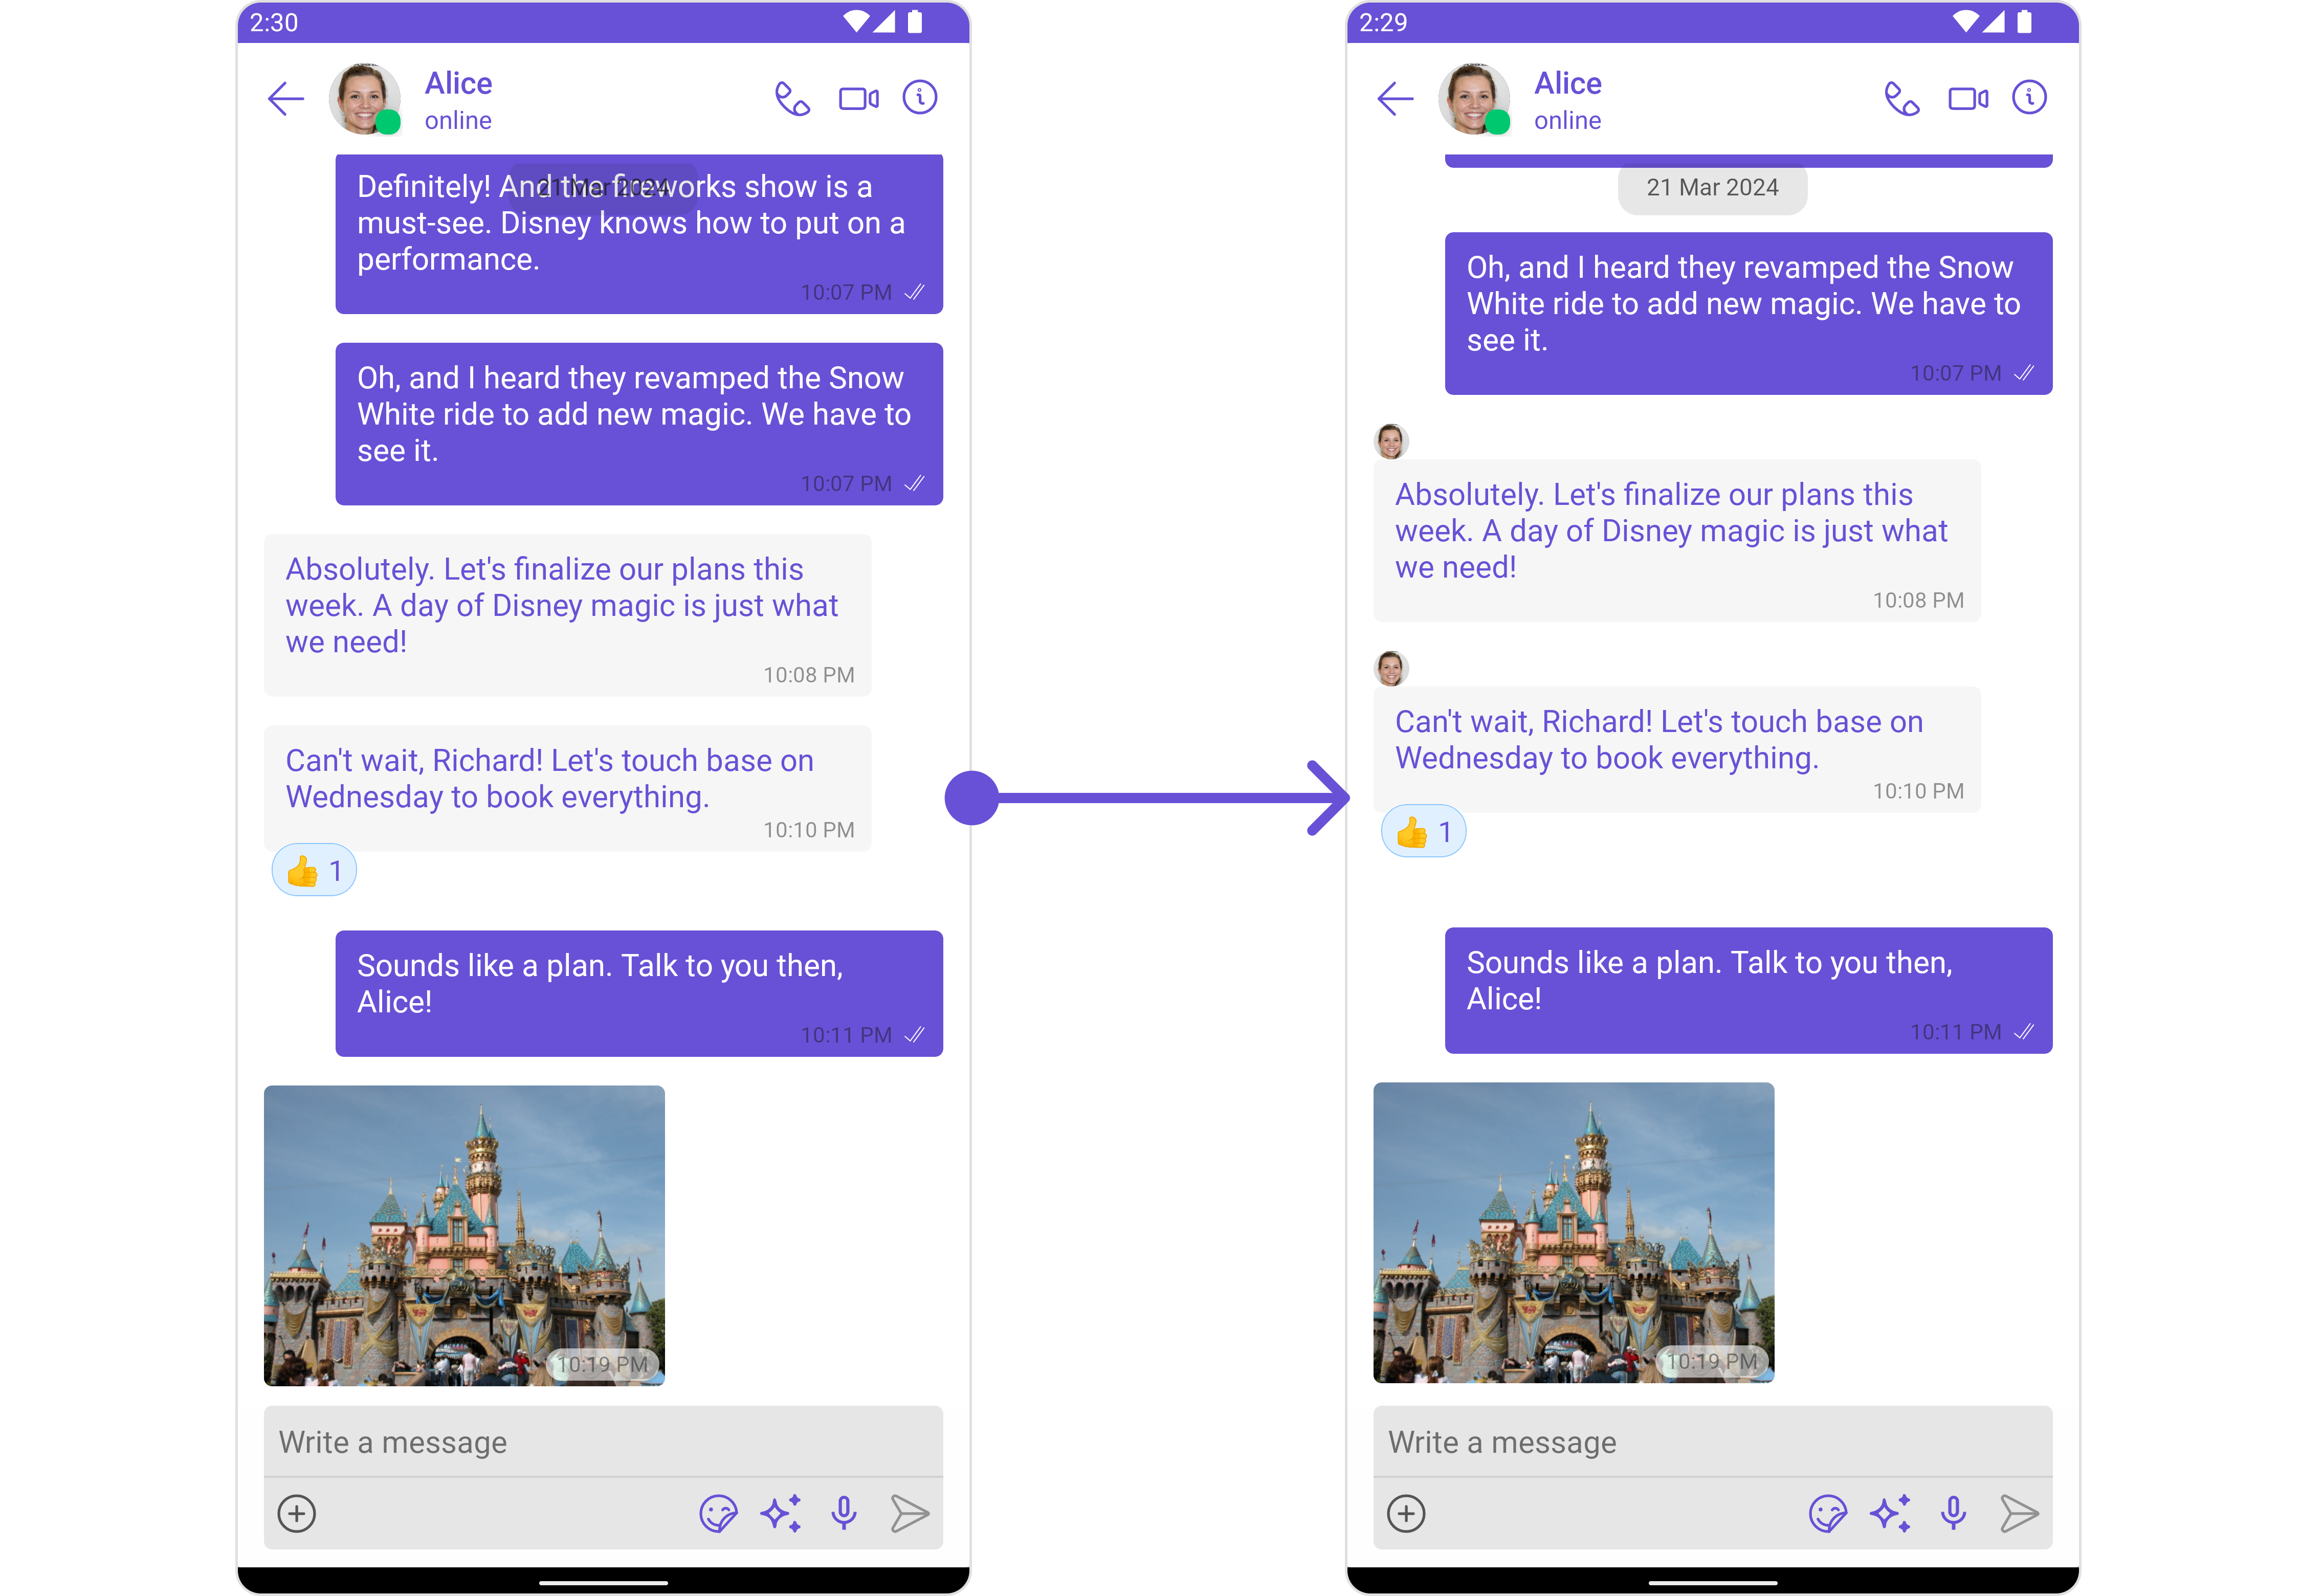 2:30
Alice
online
21 Mar 2024
Definitely! And the fireworks show is a
must-see. Disney knows how to put on a
performance.
10:07 PM
Oh, and I heard they revamped the Snow
White ride to add new magic. We have to
see it.
10:07 PM
Absolutely. Let's finalize our plans this
week. A day of Disney magic is just what
we need!
10:08 PM
Can't wait, Richard! Let's touch base on
Wednesday to book everything.
10:10 PM
👍 1
Sounds like a plan. Talk to you then,
Alice!
10:11 PM
10:19 PM
Write a message
2:29
Alice
online
21 Mar 2024
Oh, and I heard they revamped the Snow
White ride to add new magic. We have to
see it.
10:07 PM
Absolutely. Let's finalize our plans this
week. A day of Disney magic is just what
we need!
10:08 PM
Can't wait, Richard! Let's touch base on
Wednesday to book everything.
10:10 PM
👍 1
Sounds like a plan. Talk to you then,
Alice!
10:11 PM
10:19 PM
Write a message